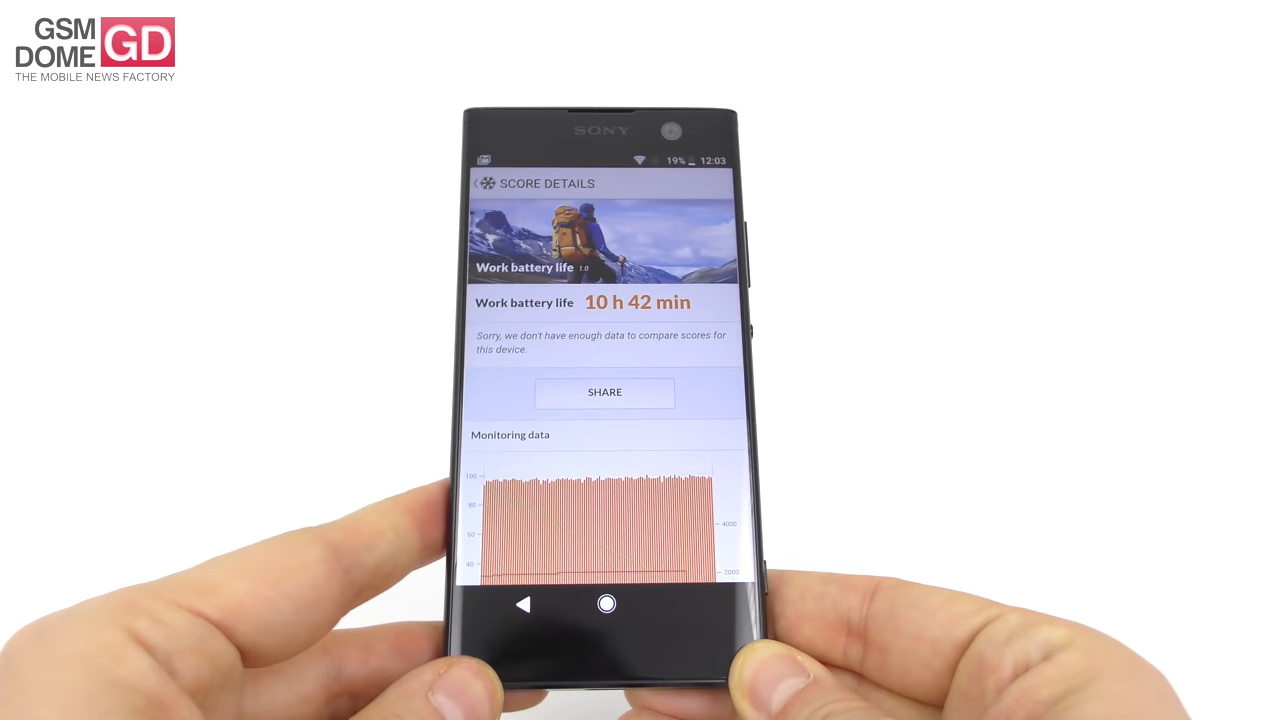 GSM
DOME
GD
THE MOBILE NEWS FACTORY
SONY
19% 12:03
SCORE DETAILS
Work battery life 1.0
Work battery life 10 h 42 min
Sorry, we don't have enough data to compare scores for
this device.
SHARE
Monitoring data
100
80
4000
60
40
2000